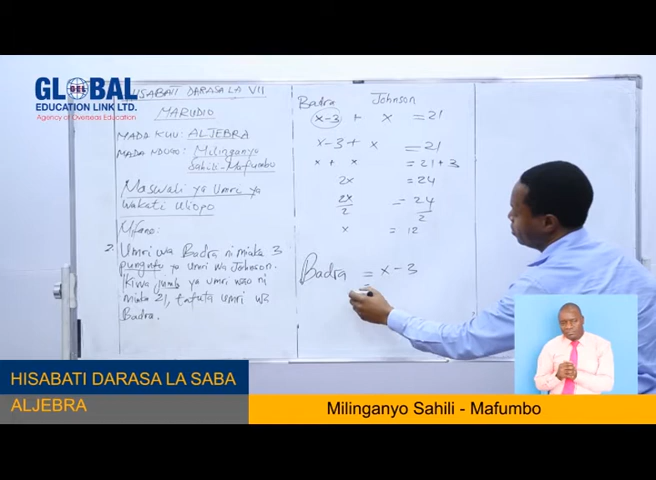 GLOBAL
GEL
EDUCATION LINK LTD.
Agency of Overseas Education
HISABATI DARASA LA VII
MARUDIO
MADA KUU: ALJEBRA
MADA NDOGO: Milinganyo
Sahili - Mafumbo
Maswali ya Umri ya
Wakati Uliopo
Mfano:
2. Umri wa Badra ni miaka 3
pungufu ya umri wa Johnson.
Ikiwa jumla ya umri wao ni
miaka 21, tafuta umri wa
Badra.
Badra Johnson
x-3 + x = 21
x-3 + x = 21
x + x = 21 + 3
2x = 24
2x/2 = 24/2
x = 12
Badra = x - 3
=
HISABATI DARASA LA SABA
ALJEBRA
Milinganyo Sahili - Mafumbo